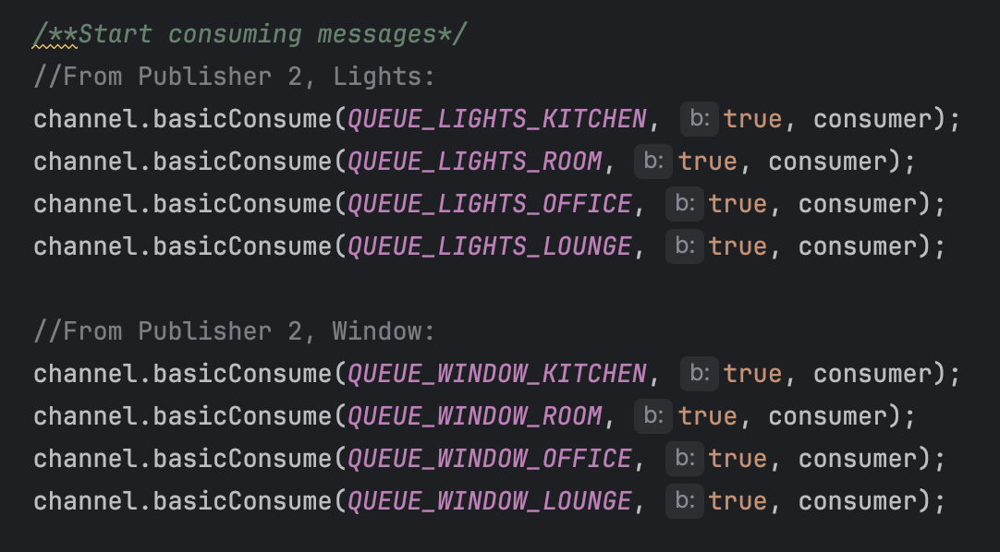 /**Start consuming messages*/
//From Publisher 2, Lights:
channel.basicConsume(QUEUE_LIGHTS_KITCHEN, b: true, consumer);
channel.basicConsume(QUEUE_LIGHTS_ROOM, b: true, consumer);
channel.basicConsume(QUEUE_LIGHTS_OFFICE, b: true, consumer);
channel.basicConsume(QUEUE_LIGHTS_LOUNGE, b: true, consumer);
//From Publisher 2, Window:
channel.basicConsume(QUEUE_WINDOW_KITCHEN, b: true, consumer);
channel.basicConsume(QUEUE_WINDOW_ROOM, b: true, consumer);
channel.basicConsume(QUEUE_WINDOW_OFFICE, b: true, consumer);
channel.basicConsume(QUEUE_WINDOW_LOUNGE, b: true, consumer);